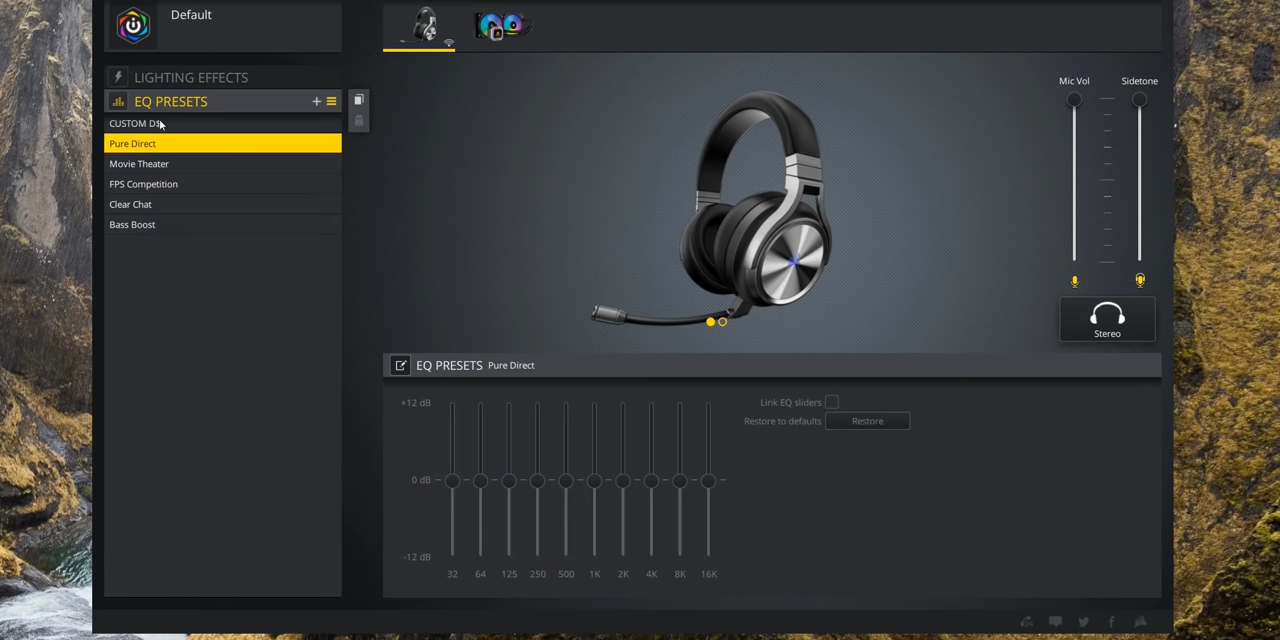 Default
LIGHTING EFFECTS
EQ PRESETS
Pure Direct
Movie Theater
FPS Competition
Clear Chat
Bass Boost
CUSTOM
Mic Vol
Sidetone
Stereo
EQ PRESETS Pure Direct
+12 dB
0 dB
-12 dB
32 64 125 250 500 1K 2K 4K 8K 16K
Link EQ sliders
Restore to defaults Restore